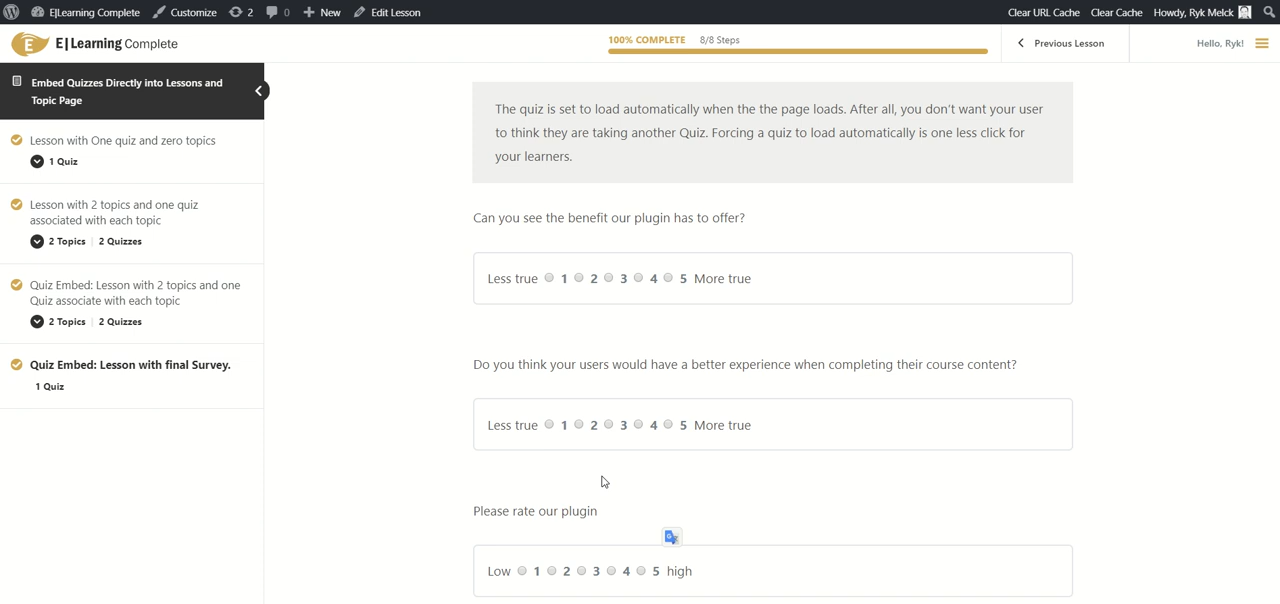 E|Learning Complete Customize 2 0 New Edit Lesson Clear URL Cache Clear Cache Howdy, Ryk Melck
E E|Learning Complete 100% COMPLETE 8/8 Steps Previous Lesson Hello, Ryk!
Embed Quizzes Directly into Lessons and
Topic Page
Lesson with One quiz and zero topics
1 Quiz
Lesson with 2 topics and one quiz
associated with each topic
2 Topics | 2 Quizzes
Quiz Embed: Lesson with 2 topics and one
Quiz associate with each topic
2 Topics | 2 Quizzes
Quiz Embed: Lesson with final Survey.
1 Quiz
The quiz is set to load automatically when the the page loads. After all, you don't want your user
to think they are taking another Quiz. Forcing a quiz to load automatically is one less click for
your learners.
Can you see the benefit our plugin has to offer?
Less true 1 2 3 4 5 More true
Do you think your users would have a better experience when completing their course content?
Less true 1 2 3 4 5 More true
Please rate our plugin
Low 1 2 3 4 5 high